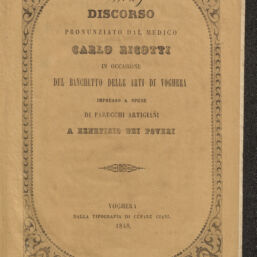 DISCORSO
PRONUNZIATO DAL MEDICO
CARLO RICOTTI
IN OCCASIONE
DEL BANCHETTO DELLE ARTI DI VOGHERA
IMPRESSO A SPESE
DI PARECCHI ARTIGIANI
A BENEFIZIO DEI POVERI
VOGHERA
DALLA TIPOGRAFIA DI CESARE GIANI.
1848.